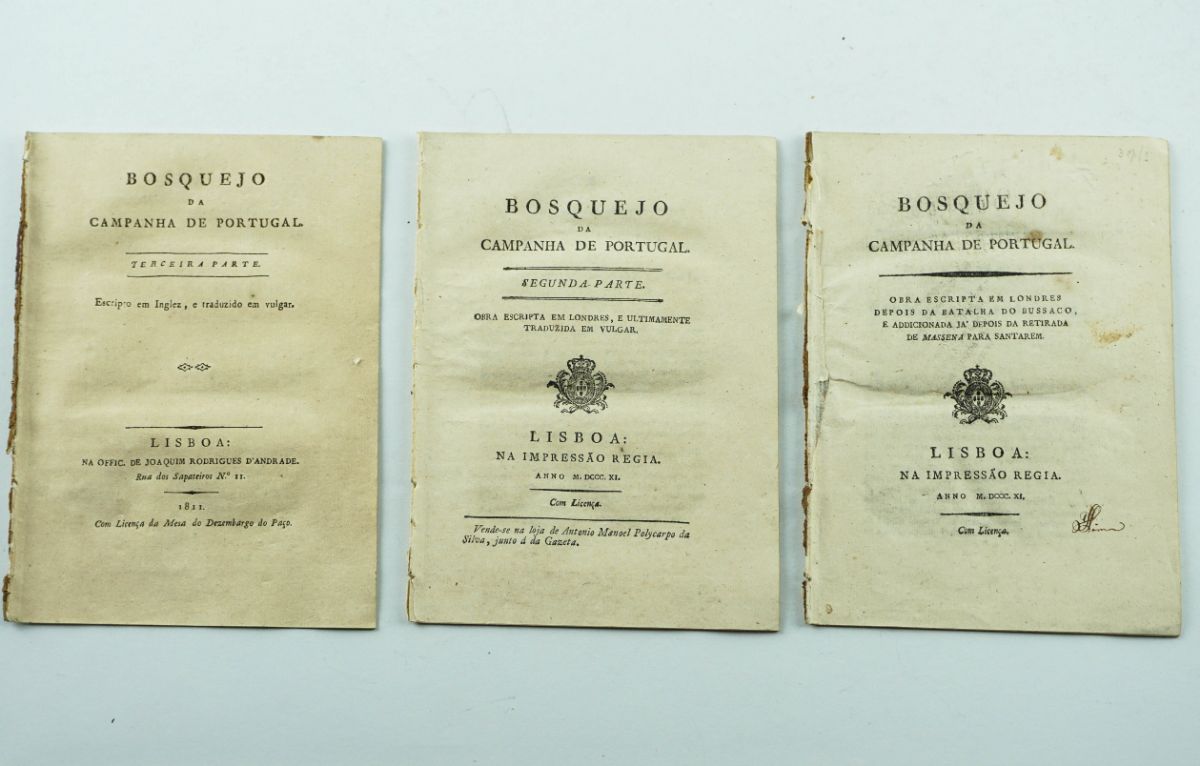 BOSQUEJO
DA
CAMPANHA DE PORTUGAL.
TERCEIRA PARTE.
Escripto em Inglez, e traduzido em vulgar.
LISBOA:
NA OFFIC. DE JOAQUIM RODRIGUES D'ANDRADE.
Rua dos Sapateiros N.º 11.
1811.
Com Licença da Mesa do Dezembargo do Paço.
BOSQUEJO
DA
CAMPANHA DE PORTUGAL.
SEGUNDA PARTE.
OBRA ESCRIPTA EM LONDRES, E ULTIMAMENTE
TRADUZIDA EM VULGAR.
LISBOA:
NA IMPRESSÃO REGIA.
ANNO M. DCCC. XI.
Com Licença.
Vende-se na loja de Antonio Manoel Polycarpo da
Silva, junto á da Gazeta.
BOSQUEJO
DA
CAMPANHA DE PORTUGAL.
OBRA ESCRIPTA EM LONDRES
DEPOIS DA BATALHA DO BUSSACO,
E ADDICIONADA JA' DEPOIS DA RETIRADA
DE MASSENA PARA SANTAREM.
LISBOA:
NA IMPRESSÃO REGIA.
ANNO M. DCCC. XI.
Com Licença.